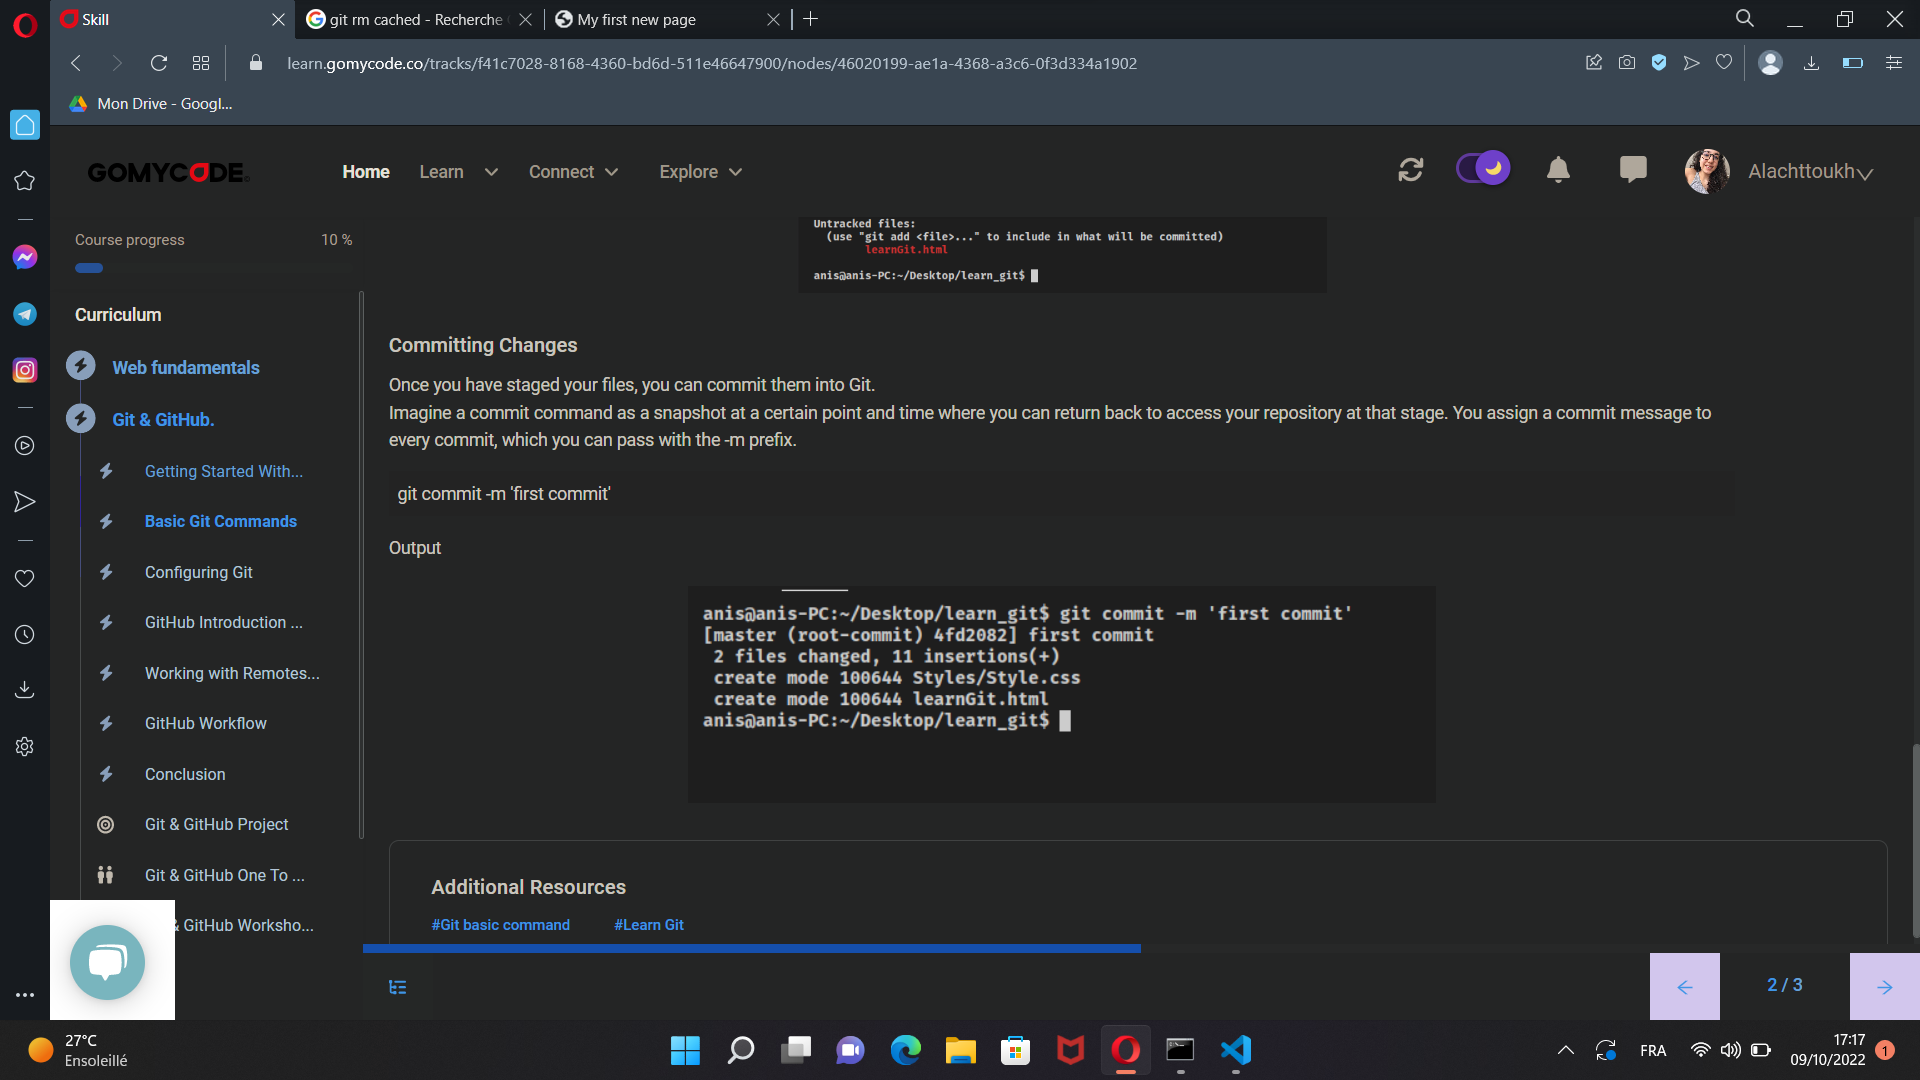 Skill
git rm cached - Recherche
My first new page
learn.gomycode.co/tracks/f41c7028-8168-4360-bd6d-511e46647900/nodes/46020199-ae1a-4368-a3c6-0f3d334a1902
Mon Drive - Googl...
GOMYCODE
Home
Learn
Connect
Explore
Alachttoukh
Course progress
10 %
Curriculum
Web fundamentals
Git & GitHub.
Getting Started With...
Basic Git Commands
Configuring Git
GitHub Introduction ...
Working with Remotes...
GitHub Workflow
Conclusion
Git & GitHub Project
Git & GitHub One To ...
& GitHub Worksho...
Untracked files:
(use "git add <file>..." to include in what will be committed)
learnGit.html
anis@anis-PC:~/Desktop/learn_git$
Committing Changes
Once you have staged your files, you can commit them into Git.
Imagine a commit command as a snapshot at a certain point and time where you can return back to access your repository at that stage. You assign a commit message to
every commit, which you can pass with the -m prefix.
git commit -m 'first commit'
Output
anis@anis-PC:~/Desktop/learn_git$ git commit -m 'first commit'
[master (root-commit) 4fd2082] first commit
2 files changed, 11 insertions(+)
create mode 100644 Styles/Style.css
create mode 100644 learnGit.html
anis@anis-PC:~/Desktop/learn_git$
Additional Resources
#Git basic command
#Learn Git
2 / 3
27°C
Ensoleillé
FRA
17:17
09/10/2022
1